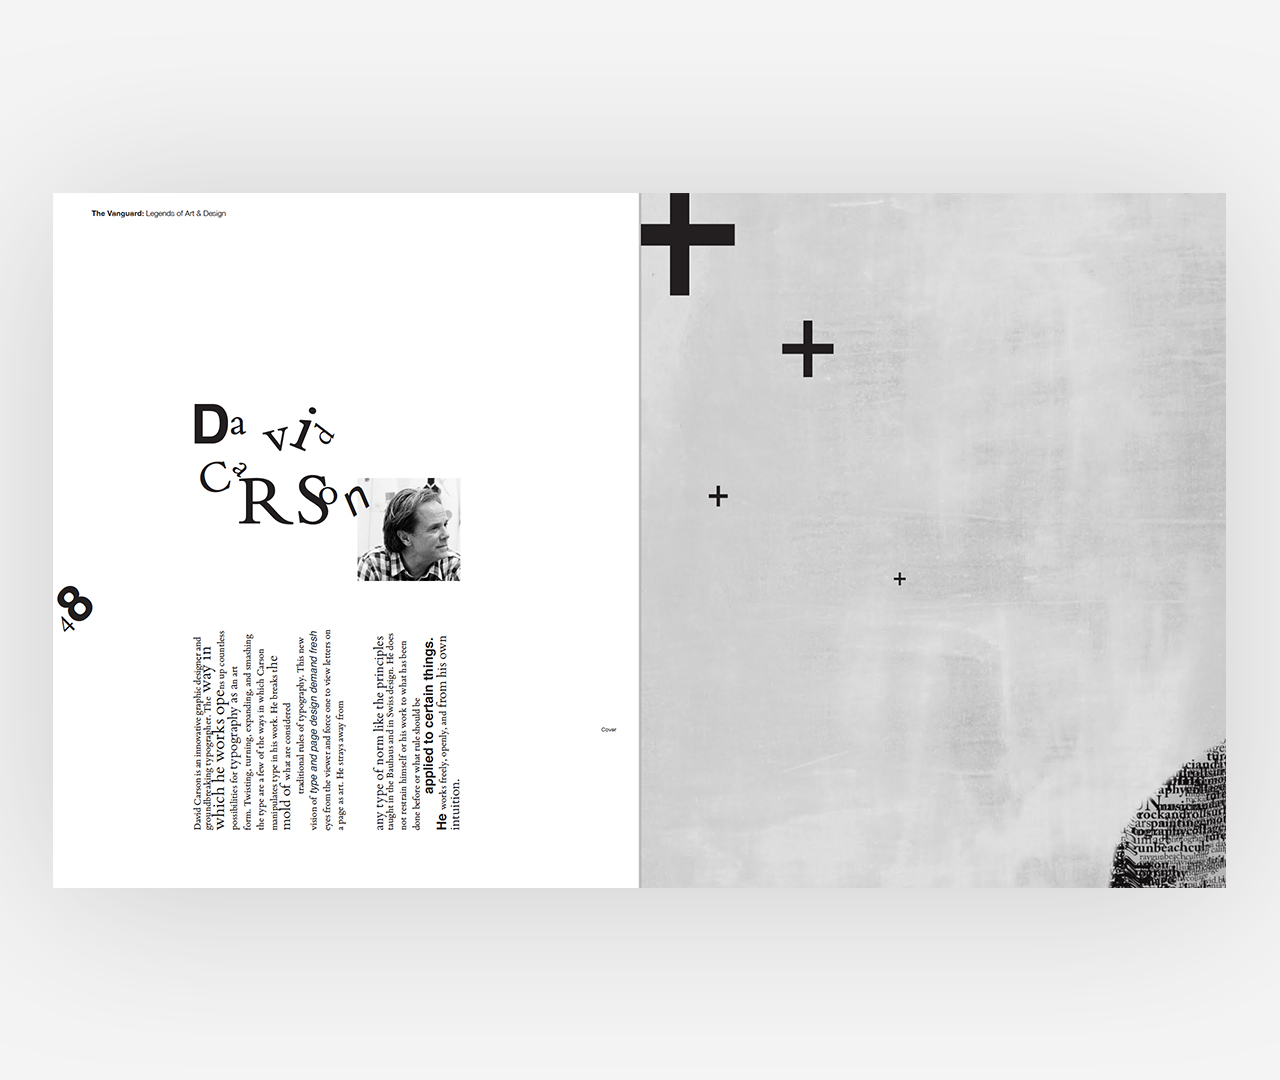 The Vanguard: Legends of Art & Design
David
CaRSon
48
David Carson is an innovative graphic designer and
groundbreaking typographer. The way in
which he works opens up countless
possibilities for typography as an art
form. Twisting, turning, expanding, and smashing
the type are a few of the ways in which Carson
manipulates type in his work. He breaks the
mold of what are considered
traditional rules of typography. This new
vision of type and page design demand fresh
eyes from the viewer and force one to view letters on
a page as art. He strays away from
any type of norm like the principles
taught in the Bauhaus and in Swiss design. He does
not restrain himself or his work to what has been
done before or what rule should be
applied to certain things.
He works freely, openly, and from his own
intuition.
Cover
rockandrollsurf
unbeachcul
raygunbeachcultur